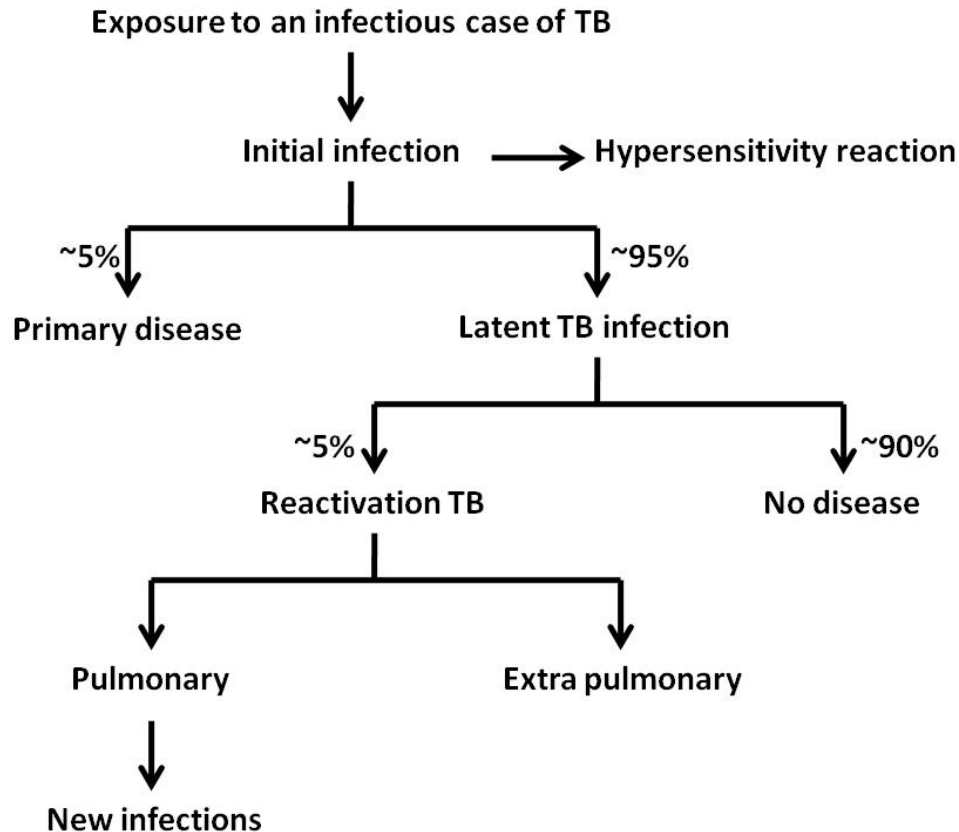 Exposure to an infectious case of TB
Initial infection
Hypersensitivity reaction
~5%
~95%
Primary disease
Latent TB infection
~5%
~90%
Reactivation TB
No disease
Pulmonary
Extra pulmonary
New infections